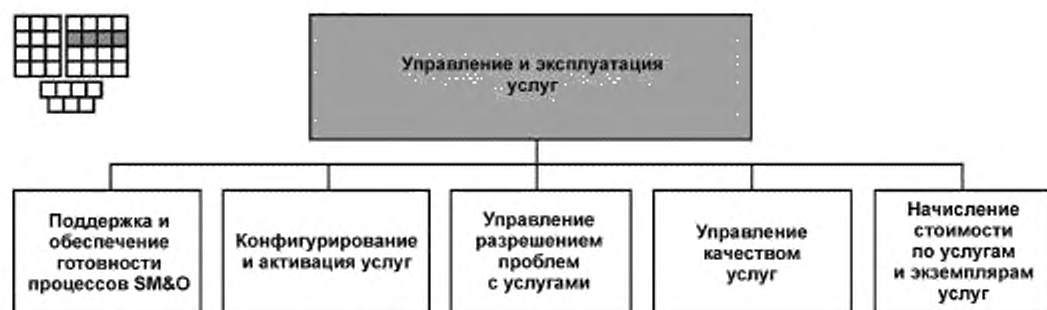 Управление и эксплуатация
услуг
Поддержка и
обеспечение
готовности
процессов SM&O
Конфигурирование
и активация услуг
Управление
разрешением
проблем
с услугами
Управление
качеством
услуг
Начисление
стоимости
по услугам
и экземплярам
услуг